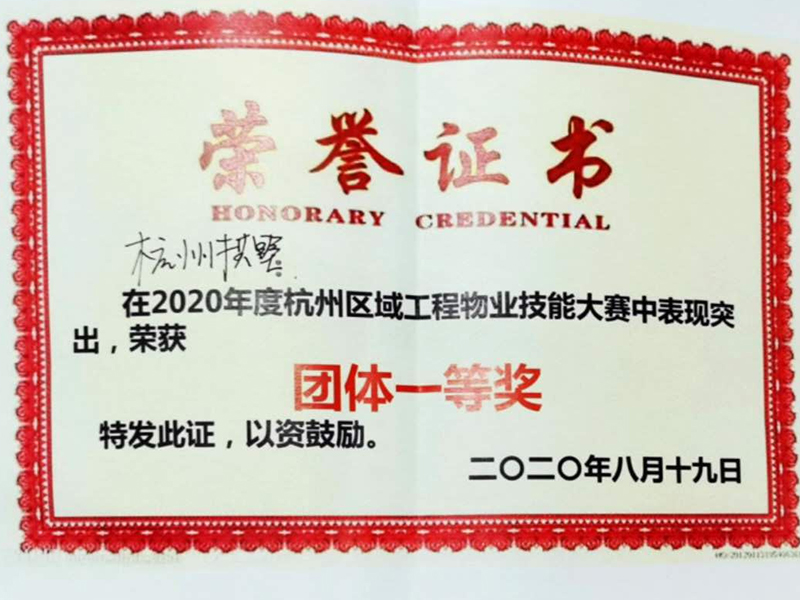 荣誉证书
HONORARY CREDENTIAL
杭州
在2020年度杭州区域工程物业技能大赛中表现突
出，荣获
团体一等奖
特发此证，以资鼓励。
二〇二〇年八月十九日